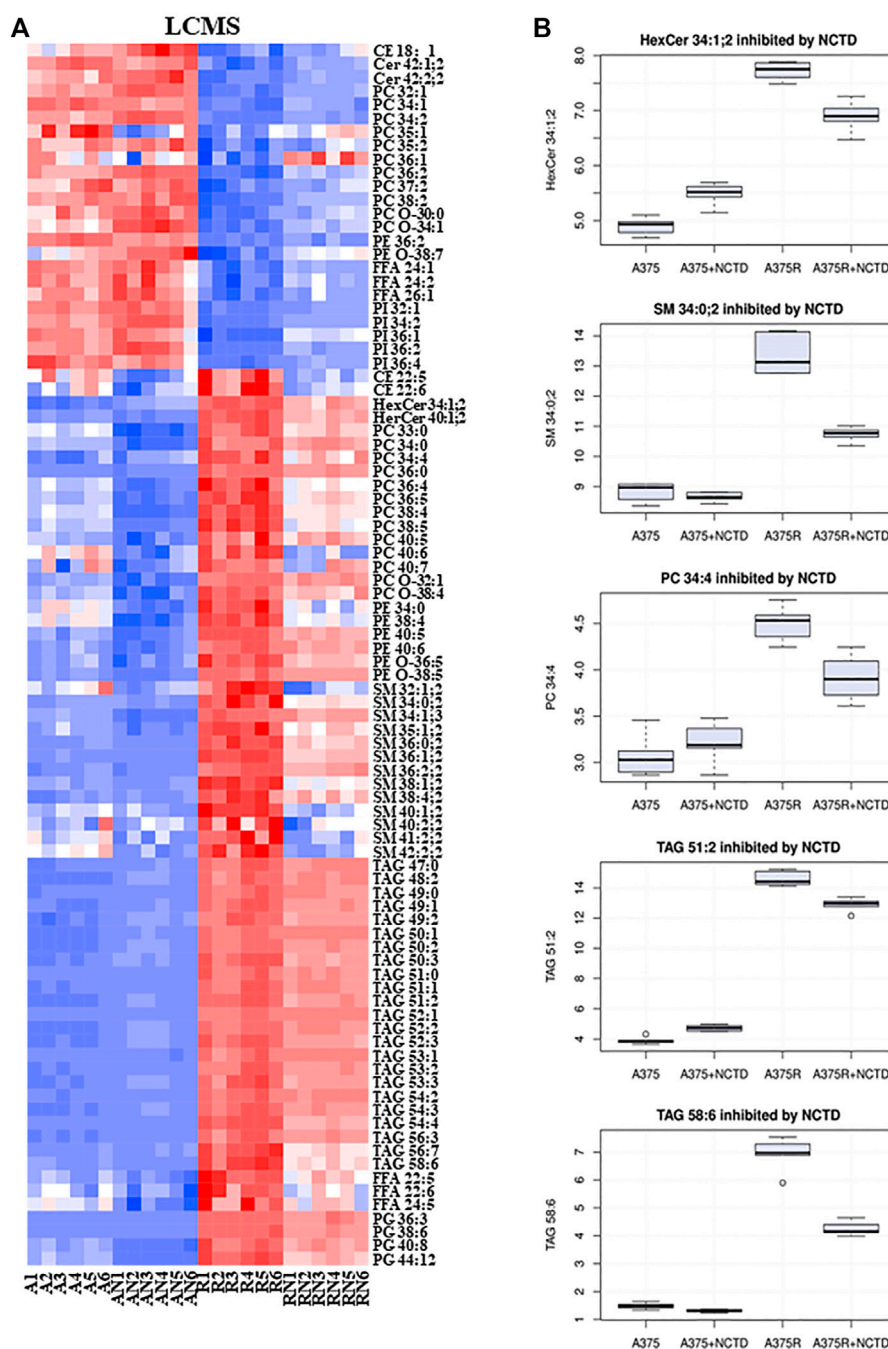 A
LCMS
CE 18: 1
Cer 42:1;2
Cer 42:2;2
PC 32:1
PC 34:1
PC 34:2
PC 35:1
PC 35:2
PC 36:1
PC 36:2
PC 37:2
PC 38:2
PC O-30:0
PC O-34:1
PE 36:2
PE O-38:7
FFA 24:1
FFA 24:2
FFA 26:1
PI 32:1
PI 34:2
PI 36:1
PI 36:2
PI 36:4
CE 22:5
CE 22:6
HexCer 34:1;2
HerCer 40:1;2
PC 33:0
PC 34:0
PC 34:4
PC 36:0
PC 36:4
PC 36:5
PC 38:4
PC 38:5
PC 40:5
PC 40:6
PC 40:7
PC O-32:1
PC O-38:4
PE 34:0
PE 38:4
PE 40:5
PE 40:6
PE O-36:5
PE O-38:5
SM 32:1;2
SM 34:0;2
SM 34:1;3
SM 35:1;2
SM 36:0;2
SM 36:1;2
SM 36:2;2
SM 38:1;2
SM 38:4;2
SM 40:1;2
SM 40:2;2
SM 41:2;2
SM 42:2;2
TAG 47:0
TAG 48:2
TAG 49:0
TAG 49:1
TAG 49:2
TAG 50:1
TAG 50:2
TAG 50:3
TAG 51:0
TAG 51:1
TAG 51:2
TAG 52:1
TAG 52:2
TAG 52:3
TAG 53:1
TAG 53:2
TAG 53:3
TAG 54:2
TAG 54:3
TAG 54:4
TAG 56:3
TAG 56:7
TAG 58:6
FFA 22:5
FFA 22:6
FFA 24:5
PG 36:3
PG 38:6
PG 40:8
PG 44:12
A1 A2 A3 A4 A5 A6 AN1 AN2 AN3 AN4 AN5 AN6 R1 R2 R3 R4 R5 R6 RN1 RN2 RN3 RN4 RN5 RN6
B
HexCer 34:1;2 inhibited by NCTD
HexCer 34:1;2
8.0
7.0
6.0
5.0
A375 A375+NCTD A375R A375R+NCTD
SM 34:0;2 inhibited by NCTD
SM 34:0;2
14
13
12
11
10
9
A375 A375+NCTD A375R A375R+NCTD
PC 34:4 inhibited by NCTD
PC 34:4
4.5
4.0
3.5
3.0
A375 A375+NCTD A375R A375R+NCTD
TAG 51:2 inhibited by NCTD
TAG 51:2
14
12
10
8
6
4
A375 A375+NCTD A375R A375R+NCTD
TAG 58:6 inhibited by NCTD
TAG 58:6
7
6
5
4
3
2
1
A375 A375+NCTD A375R A375R+NCTD